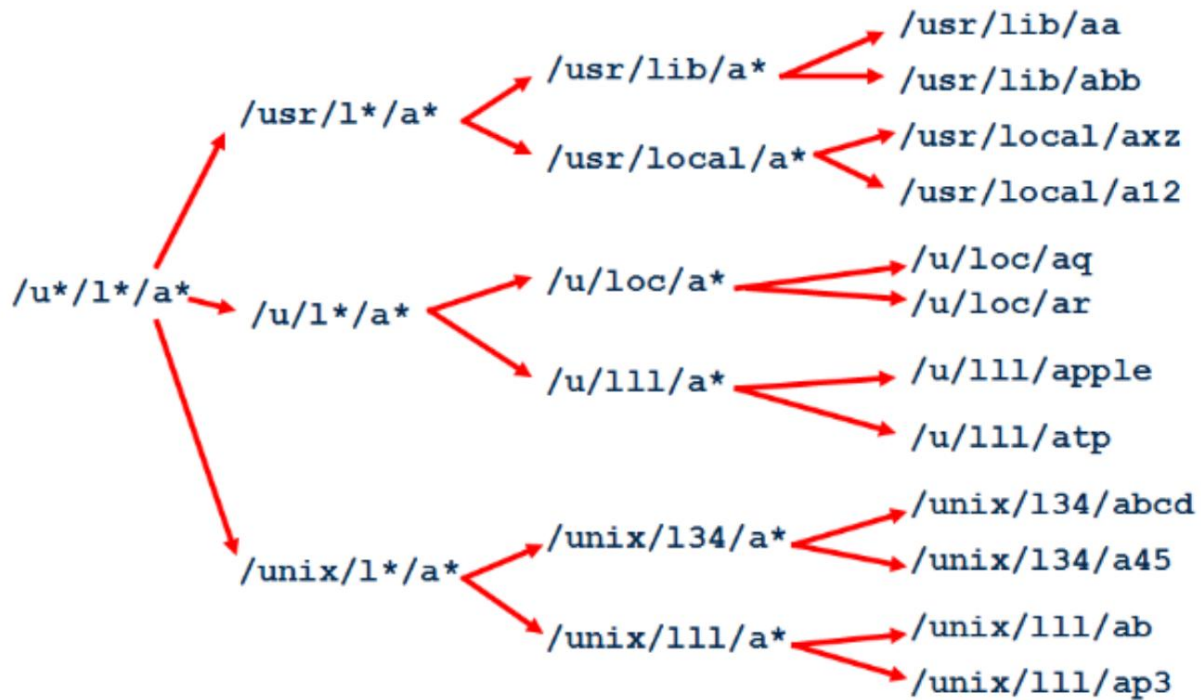 /u*/l*/a*
/usr/l*/a*
/u/l*/a*
/unix/l*/a*
/usr/lib/a*
/usr/local/a*
/u/loc/a*
/u/lll/a*
/unix/l34/a*
/unix/lll/a*
/usr/lib/aa
/usr/lib/abb
/usr/local/axz
/usr/local/a12
/u/loc/aq
/u/loc/ar
/u/lll/apple
/u/lll/atp
/unix/l34/abcd
/unix/l34/a45
/unix/lll/ab
/unix/lll/ap3